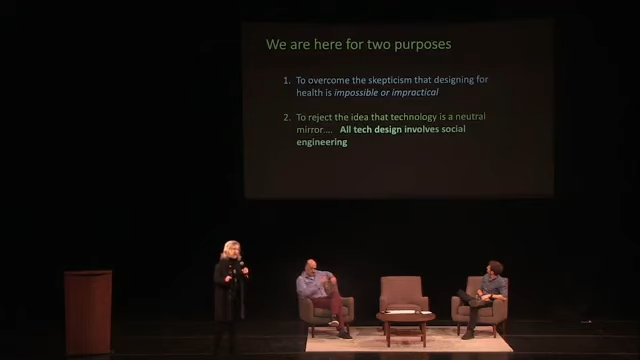 We are here for two purposes
1. To overcome the skepticism that designing for
health is impossible or impractical
2. To reject the idea that technology is a neutral
mirror.... All tech design involves social
engineering